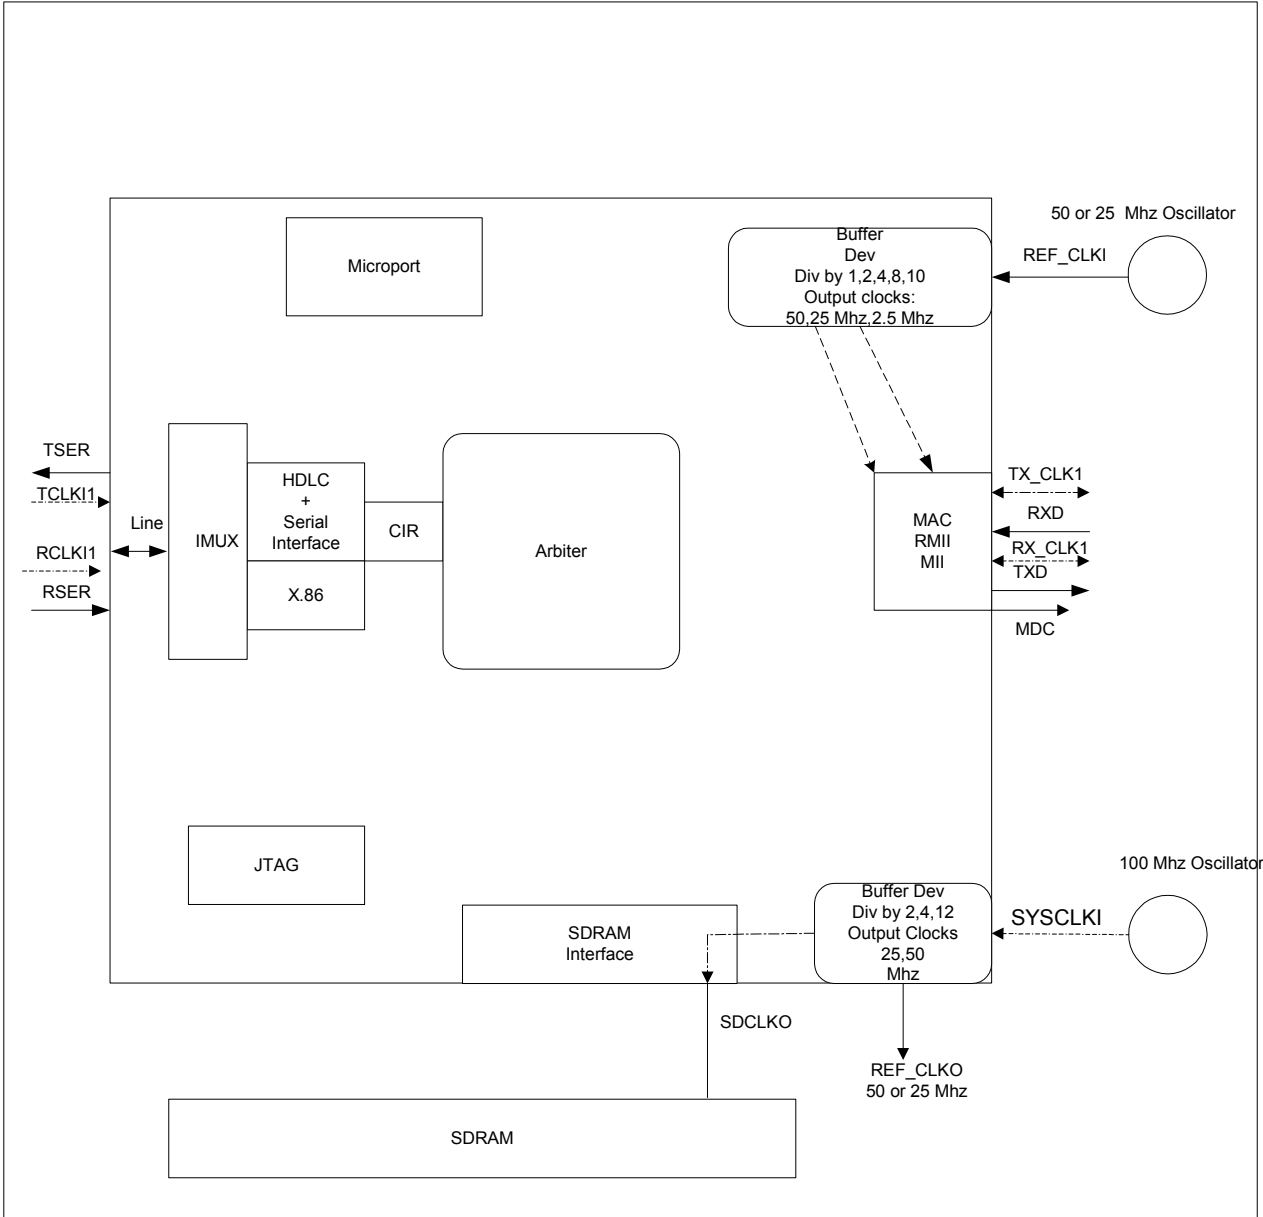 50 or 25 Mhz Oscillator
REF_CLKI
Buffer
Dev
Div by 1,2,4,8,10
Output clocks:
50,25 Mhz,2.5 Mhz
Microport
TSER
TCLKI1
Line
RCLKI1
RSER
IMUX
HDLC
+
Serial
Interface
X.86
CIR
Arbiter
MAC
RMII
MII
TX_CLK1
RXD
RX_CLK1
TXD
MDC
JTAG
SDRAM
Interface
Buffer Dev
Div by 2,4,12
Output Clocks
25,50
Mhz
100 Mhz Oscillator
SYSCLKI
SDCLKO
REF_CLKO
50 or 25 Mhz
SDRAM